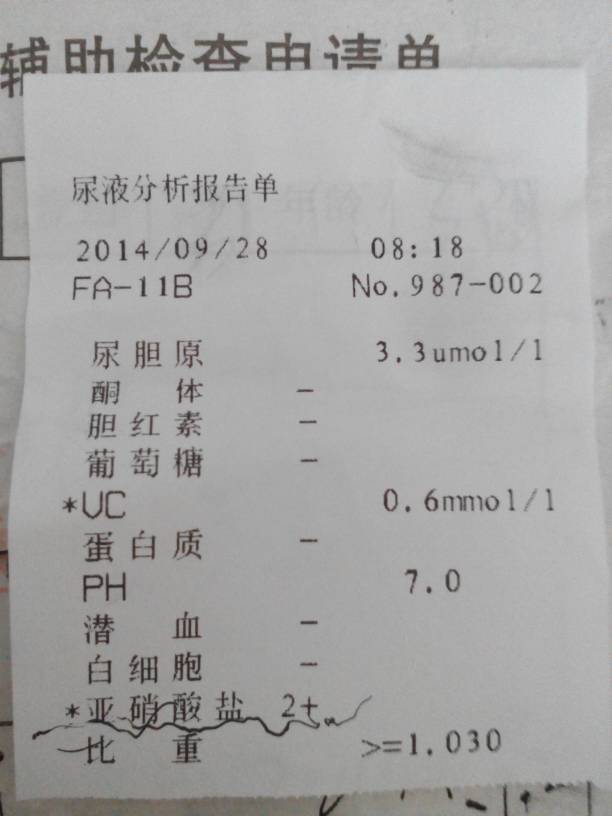 辅助检查申请单
尿液分析报告单
2014/09/28 08:18
FA-11B No.987-002
尿胆原 3.3umol/l
酮体 -
胆红素 -
葡萄糖 -
*VC 0.6mmol/l
蛋白质 -
PH 7.0
潜血 -
白细胞 -
*亚硝酸盐 2+
比重 >=1.030